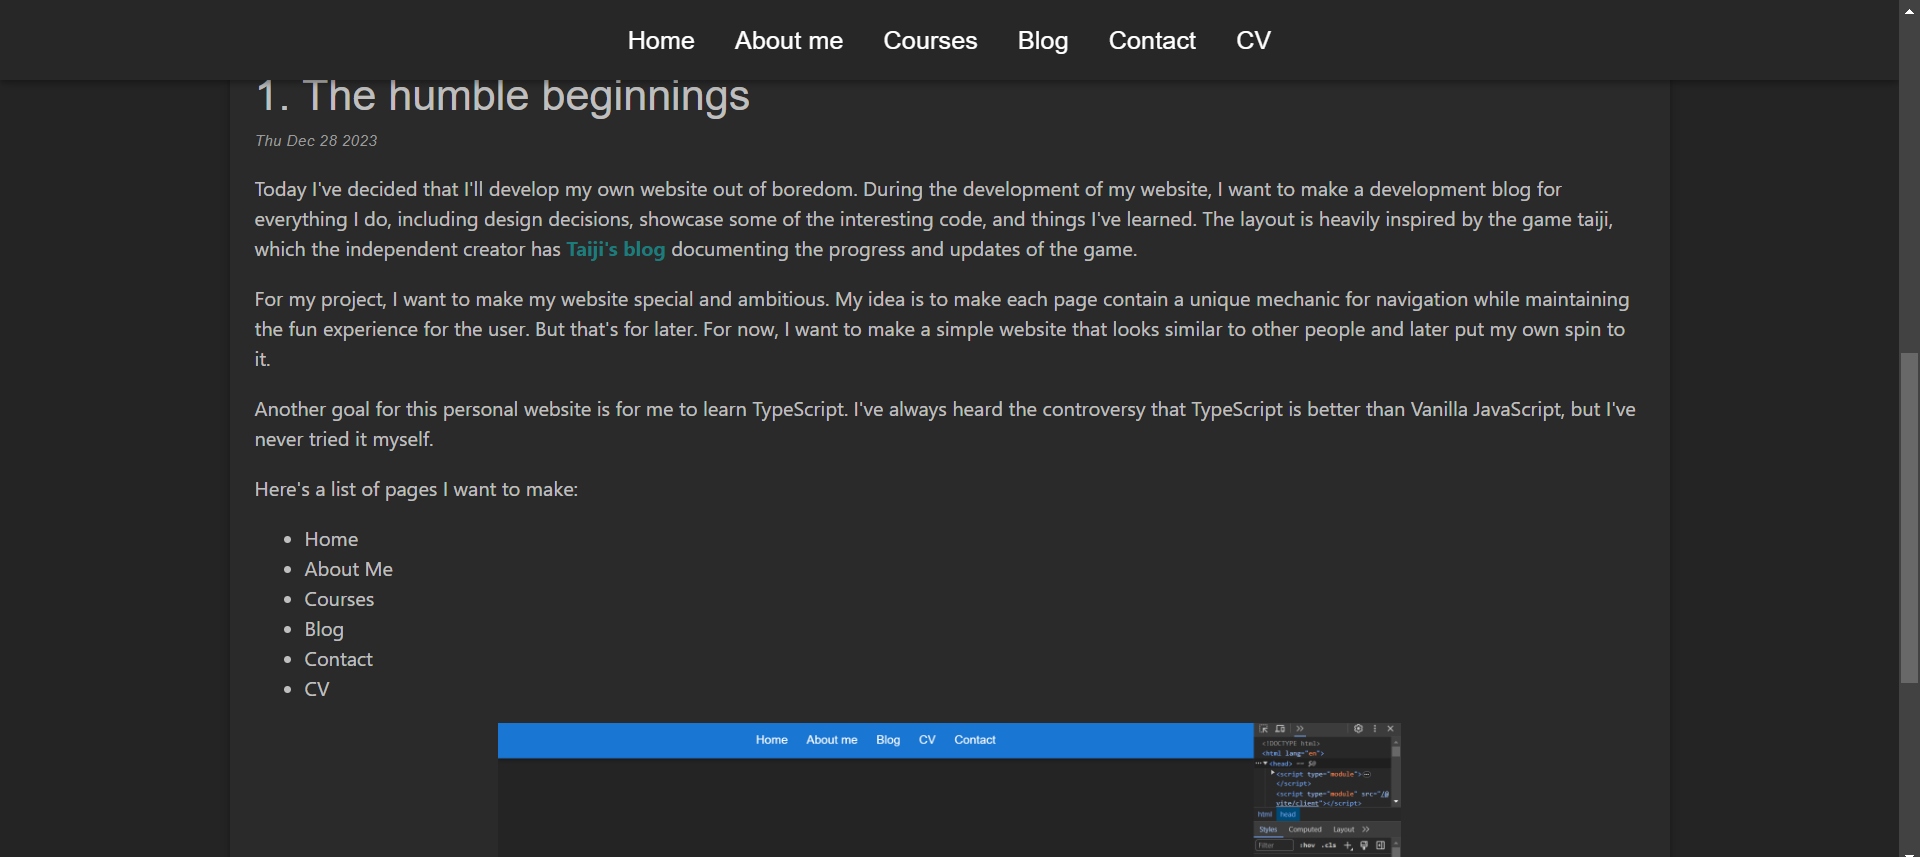 Home About me Courses Blog Contact CV
1. The humble beginnings
Thu Dec 28 2023
Today I've decided that I'll develop my own website out of boredom. During the development of my website, I want to make a development blog for
everything I do, including design decisions, showcase some of the interesting code, and things I've learned. The layout is heavily inspired by the game taiji,
which the independent creator has Taiji's blog documenting the progress and updates of the game.
For my project, I want to make my website special and ambitious. My idea is to make each page contain a unique mechanic for navigation while maintaining
the fun experience for the user. But that's for later. For now, I want to make a simple website that looks similar to other people and later put my own spin to
it.
Another goal for this personal website is for me to learn TypeScript. I've always heard the controversy that TypeScript is better than Vanilla JavaScript, but I've
never tried it myself.
Here's a list of pages I want to make:
• Home
• About Me
• Courses
• Blog
• Contact
• CV
Home About me Blog CV Contact
<!DOCTYPE html>
<html lang="en">
<head> == $0
<script type="module">
</script>
<script type="module" src="/@
vite/client"></script>
html head
Styles Computed Layout
Filter :hov .cls